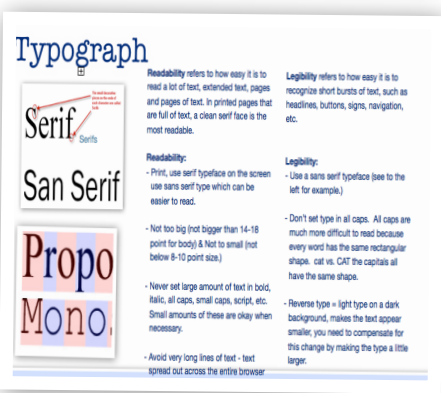 Typograph
Serif
Serifs
San Serif
Propo
Mono.
Readability refers to how easy it is to
read a lot of text, extended text, pages
and pages of text. In printed pages that
are full of text, a clean serif face is the
most readable.
Readability:
- Print, use serif typeface on the screen
use sans serif type which can be
easier to read.
- Not too big (not bigger than 14-18
point for body) & Not to small (not
below 8-10 point size.)
- Never set large amount of text in bold,
italic, all caps, small caps, script, etc.
Small amounts of these are okay when
necessary.
- Avoid very long lines of text - text
spread out across the entire browser
Legibility refers to how easy it is to
recognize short bursts of text, such as
headlines, buttons, signs, navigation,
etc.
Legibility:
- Use a sans serif typeface (see to the
left for example.)
- Don't set type in all caps. All caps are
much more difficult to read because
every word has the same rectangular
shape. cat vs. CAT the capitals all
have the same shape.
- Reverse type = light type on a dark
background, makes the text appear
smaller, you need to compensate for
this change by making the type a little
larger.